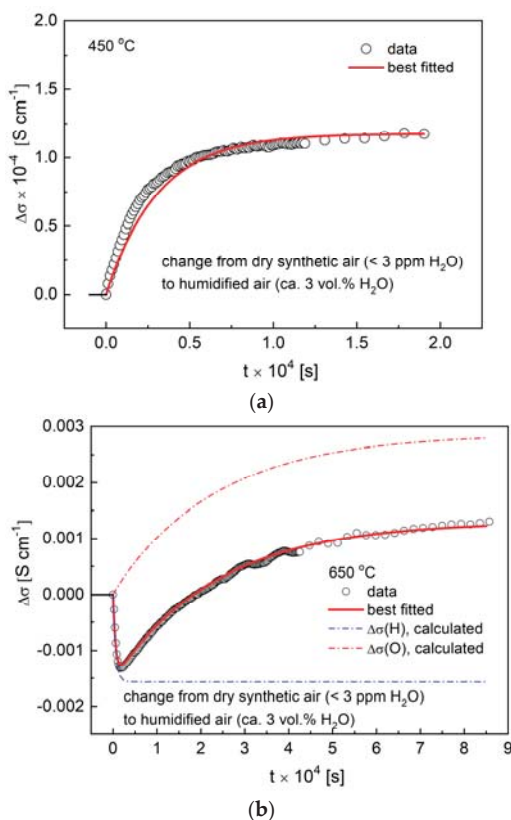 (a)
2.0
450 °C
data
best fitted
1.5
1.0
0.5
0.0
Δσ × 10⁻⁴ [S cm⁻¹]
change from dry synthetic air (< 3 ppm H₂O)
to humidified air (ca. 3 vol.% H₂O)
0.0 0.5 1.0 1.5 2.0
t × 10⁴ [s]
(a)
0.003
0.002
0.001
0.000
-0.001
-0.002
Δσ [S cm⁻¹]
650 °C
data
best fitted
Δσ(H), calculated
Δσ(O), calculated
change from dry synthetic air (< 3 ppm H₂O)
to humidified air (ca. 3 vol.% H₂O)
0 1 2 3 4 5 6 7 8 9
t × 10⁴ [s]
(b)